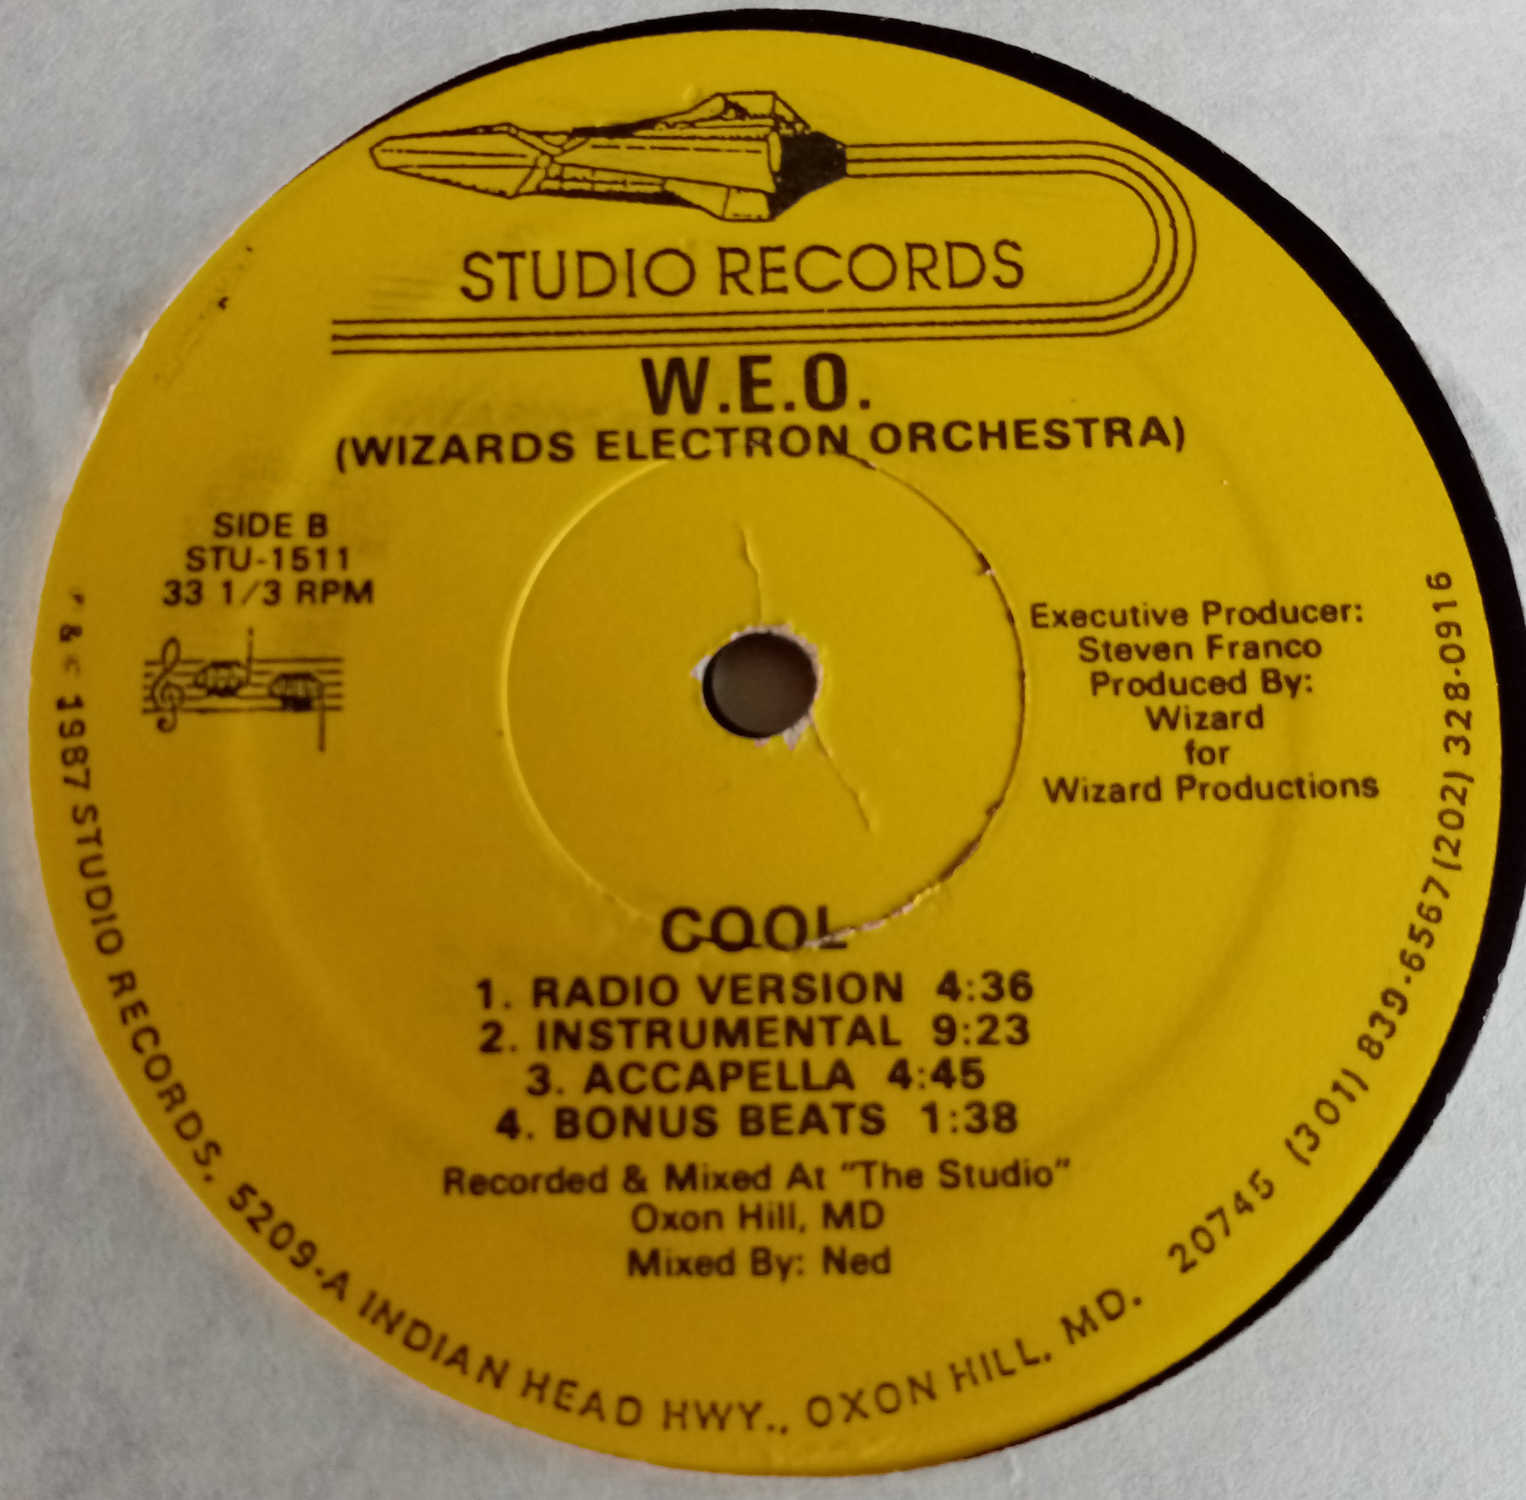 STUDIO RECORDS
W.E.O.
(WIZARDS ELECTRON ORCHESTRA)
SIDE B
STU-1511
33 1/3 RPM
Executive Producer:
Steven Franco
Produced By:
Wizard
for
Wizard Productions
COOL
1. RADIO VERSION 4:36
2. INSTRUMENTAL 9:23
3. ACCAPELLA 4:45
4. BONUS BEATS 1:38
Recorded & Mixed At "The Studio"
Oxon Hill, MD
Mixed By: Ned
& c 1987 STUDIO RECORDS, 5209-A INDIAN HEAD HWY., OXON HILL, MD. 20745 (301) 839-6567 (202) 328-0916